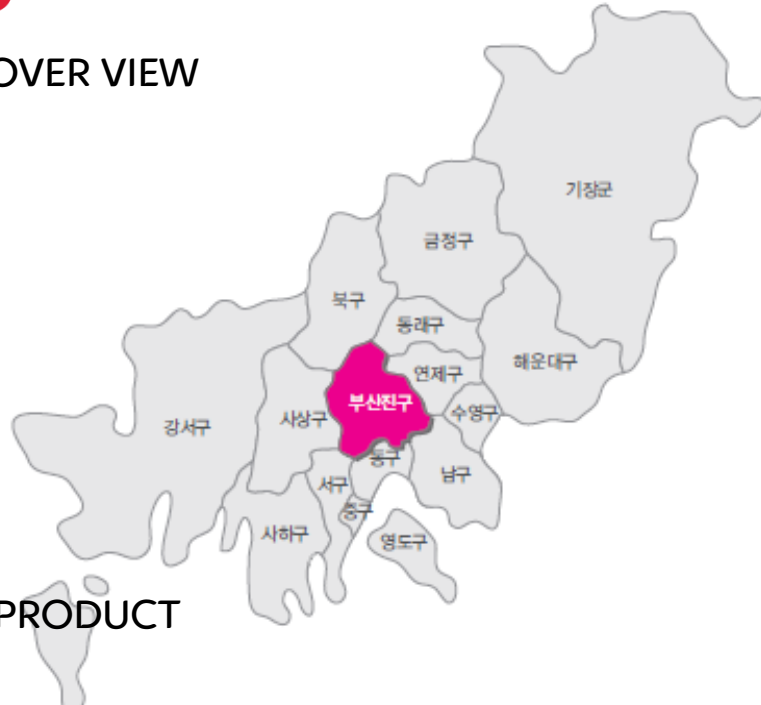 OVER VIEW
기장군
금정구
북구
동래구
해운대구
연제구
부산진구
수영구
사상구
강서구
동구
남구
서구
중구
사하구
영도구
PRODUCT